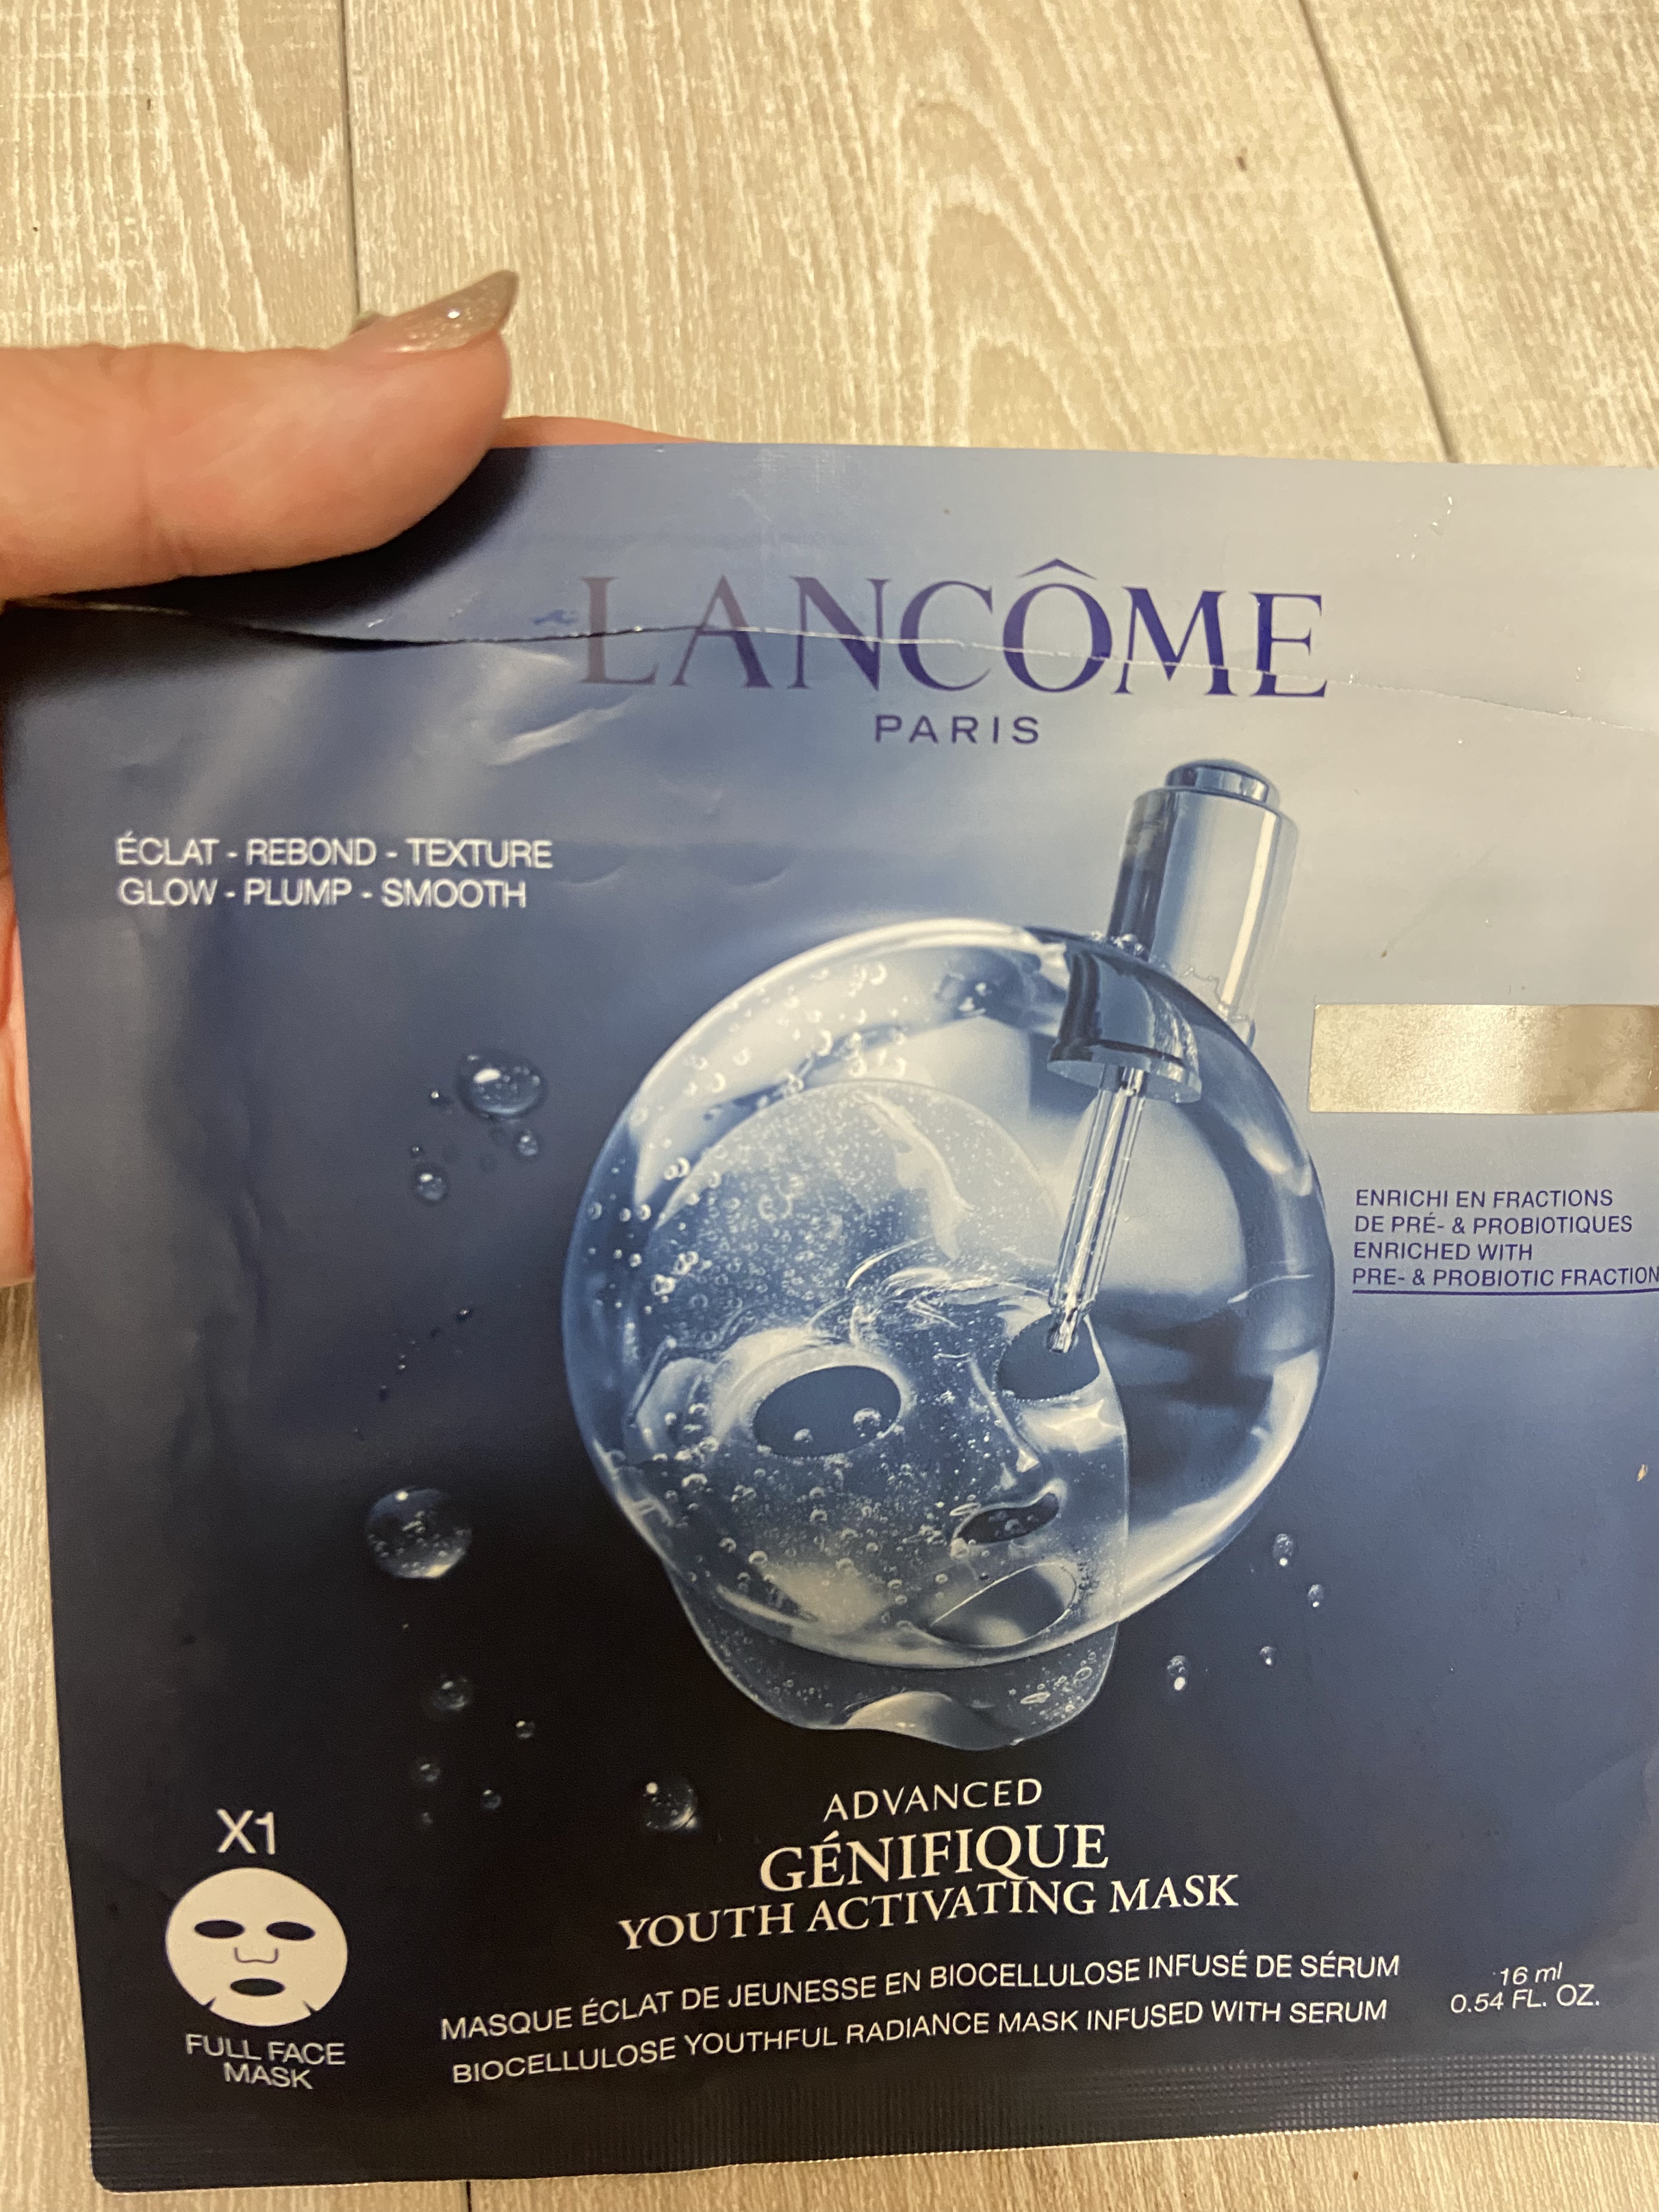 LANCÔME
PARIS
ÉCLAT - REBOND - TEXTURE
GLOW - PLUMP - SMOOTH
ENRICHI EN FRACTIONS
DE PRÉ- & PROBIOTIQUES
ENRICHED WITH
PRE- & PROBIOTIC FRACTION
X1
FULL FACE
MASK
ADVANCED
GÉNIFIQUE
YOUTH ACTIVATING MASK
MASQUE ÉCLAT DE JEUNESSE EN BIOCELLULOSE INFUSÉ DE SÉRUM
BIOCELLULOSE YOUTHFUL RADIANCE MASK INFUSED WITH SERUM
16 ml
0.54 FL. OZ.